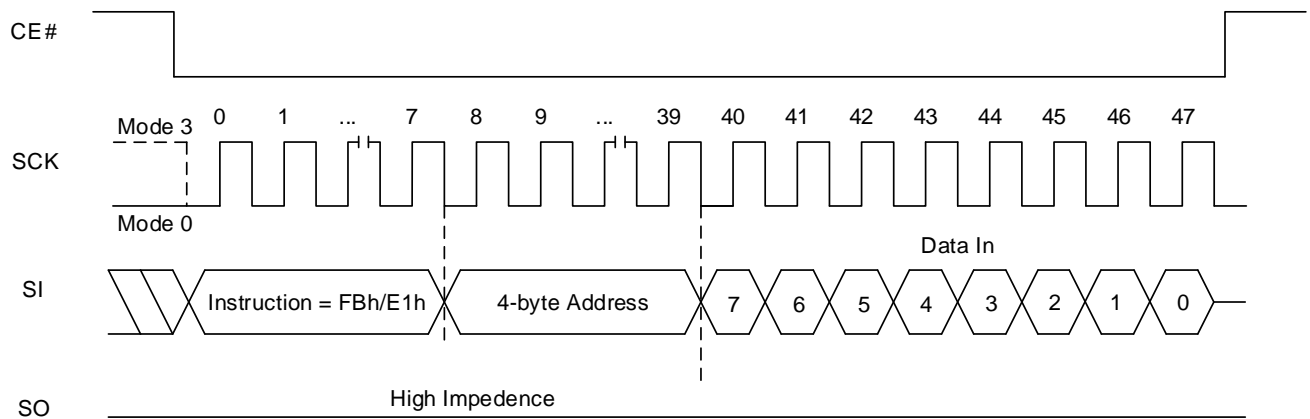 CE#
0 1 ... 7 8 9 ... 39 40 41 42 43 44 45 46 47
Mode 3
SCK
Mode 0
Data In
SI
Instruction = FBh/E1h 4-byte Address 7 6 5 4 3 2 1 0
High Impedence
SO